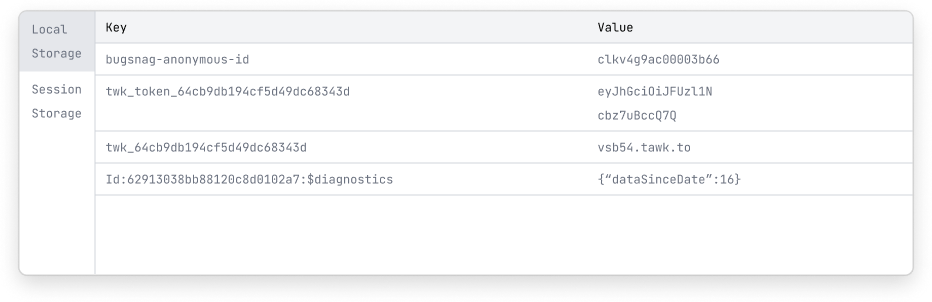 Local
Storage
Session
Storage
Key Value
bugsnag-anonymous-id clkv4g9ac00003b66
twk_token_64cb9db194cf5d49dc68343d eyJhGciOiJFUzl1N
cbz7uBccQ7Q
twk_64cb9db194cf5d49dc68343d vsb54.tawk.to
Id:62913038bb88120c8d0102a7:$diagnostics {“dataSinceDate”:16}